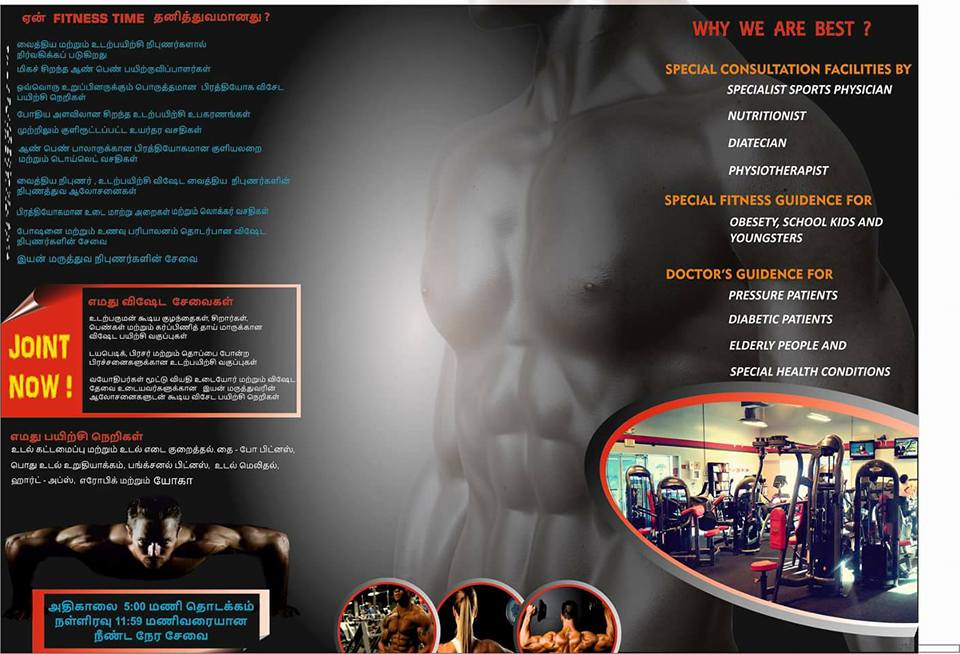 ஏன் FITNESS TIME தனித்துவமானது ?
வைத்திய மற்றும் உடற்பயிற்சி நிபுணர்களால்
நிர்வகிக்கப் படுகிறது
மிகச் சிறந்த ஆண் பெண் பயிற்குவிப்பாளர்கள்
ஒவ்வொரு உறுப்பினருக்கும் பொருத்தமான பிரத்தியோக விசேட
பயிற்சி நெறிகள்
போதிய அளவிலான சிறந்த உடற்பயிற்சி உபகரணங்கள்
முற்றிலும் குளிரூட்டப்பட்ட உயர்தர வசதிகள்
ஆண் பெண் பாலாருக்கான பிரத்தியோகமான குளியலறை
மற்றும் டொய்லெட் வசதிகள்
வைத்திய நிபுணர் , உடற்பயிற்சி விஷேட வைத்திய நிபுணர்களின்
நிபுணத்துவ ஆலோசனைகள்
பிரத்தியோகமான உடை மாற்று அறைகள் மற்றும் லொக்கர் வசதிகள்
போஷனை மற்றும் உணவு பரிபாலனம் தொடர்பான விஷேட
நிபுணர்களின் சேவை
இயன் மருத்துவ நிபுணர்களின் சேவை
JOINT
NOW !
எமது விஷேட சேவைகள்
உடற்பருமன் கூடிய குழந்தைகள், சிறார்கள்,
பெண்கள் மற்றும் கர்ப்பிணித் தாய் மாருக்கான
விஷேட பயிற்சி வகுப்புகள்
டயபெடிக், பிரசர் மற்றும் தொப்பை போன்ற
பிரச்சனைகளுக்கான உடற்பயிற்சி வகுப்புகள்
வயோதிபர்கள் மூட்டு வியதி உடையோர் மற்றும் விஷேட
தேவை உடையவர்களுக்கான இயன் மருத்துவரின்
ஆலோசனைகளுடன் கூடிய விசேட பயிற்சி நெறிகள்
எமது பயிற்சி நெறிகள்
உடல் கட்டமைப்பு மற்றும் உடல் எடை குறைத்தல். தை - போ பிட்னஸ்,
பொது உடல் உறுதியாக்கம், பங்க்சனல் பிட்னஸ், உடல் மெலிதல்,
ஹார்ட் - அப்ஸ், எரோபிக் மற்றும் யோகா
அதிகாலை 5:00 மணி தொடக்கம்
நள்ளிரவு 11:59 மணிவரையான
நீண்ட நேர சேவை
WHY WE ARE BEST ?
SPECIAL CONSULTATION FACILITIES BY
SPECIALIST SPORTS PHYSICIAN
NUTRITIONIST
DIATECIAN
PHYSIOTHERAPIST
SPECIAL FITNESS GUIDENCE FOR
OBESETY, SCHOOL KIDS AND
YOUNGSTERS
DOCTOR'S GUIDENCE FOR
PRESSURE PATIENTS
DIABETIC PATIENTS
ELDERLY PEOPLE AND
SPECIAL HEALTH CONDITIONS